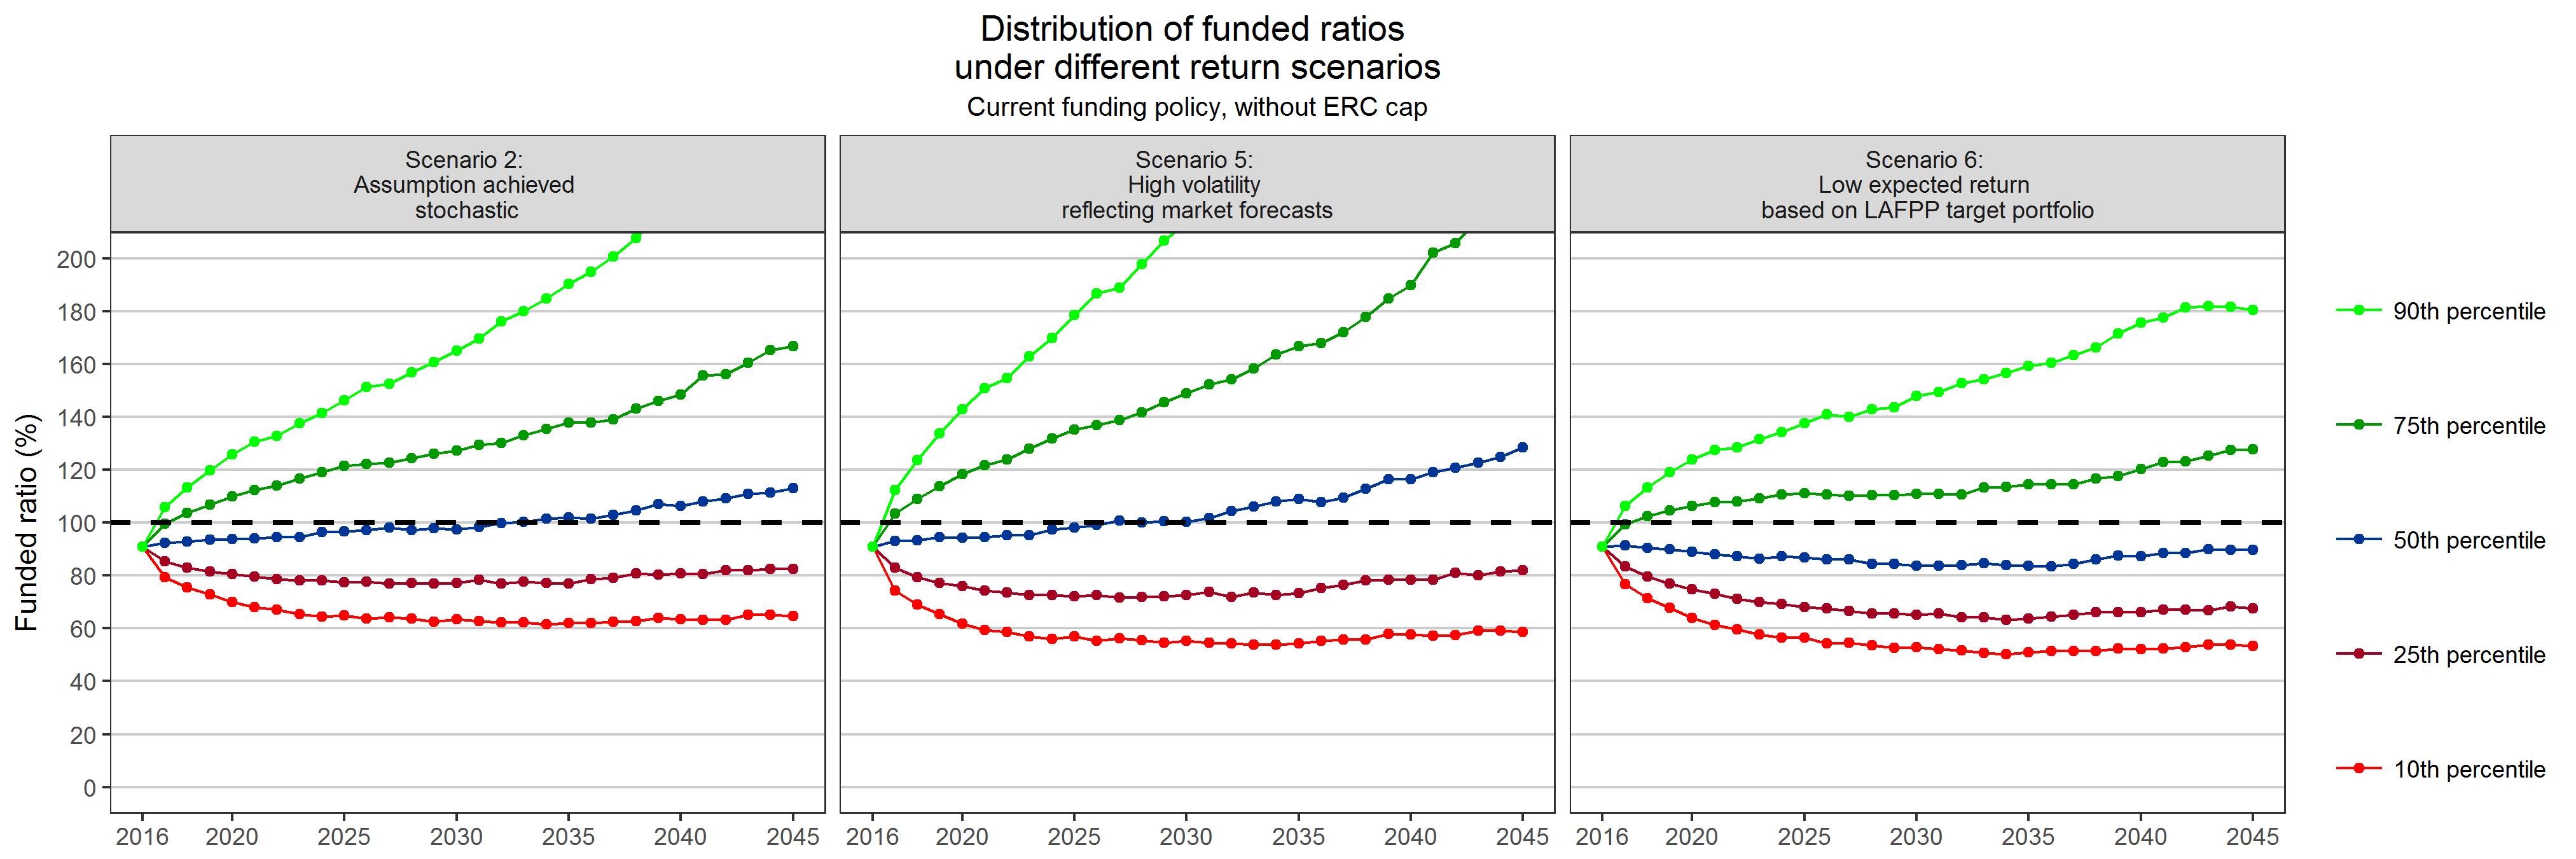 Distribution of funded ratios
under different return scenarios
Current funding policy, without ERC cap
Scenario 2:
Assumption achieved
stochastic
Scenario 5:
High volatility
reflecting market forecasts
Scenario 6:
Low expected return
based on LAFPP target portfolio
Funded ratio (%)
200
180
160
140
120
100
80
60
40
20
0
2016 2020 2025 2030 2035 2040 2045
2016 2020 2025 2030 2035 2040 2045
2016 2020 2025 2030 2035 2040 2045
90th percentile
75th percentile
50th percentile
25th percentile
10th percentile